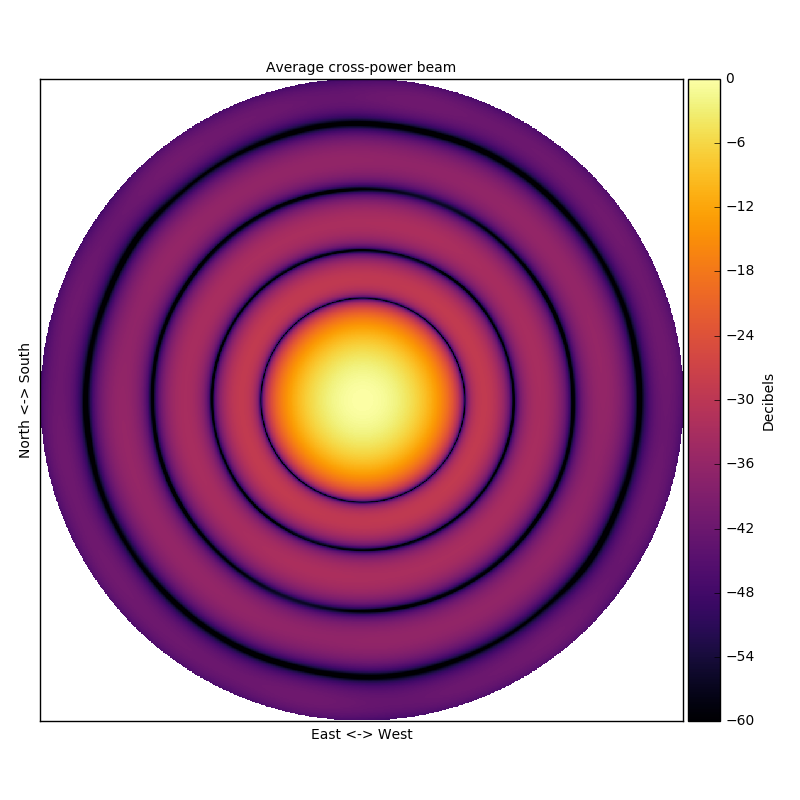 Average cross-power beam
North <-> South
East <-> West
0
−6
−12
−18
−24
−30
−36
−42
−48
−54
−60
Decibels